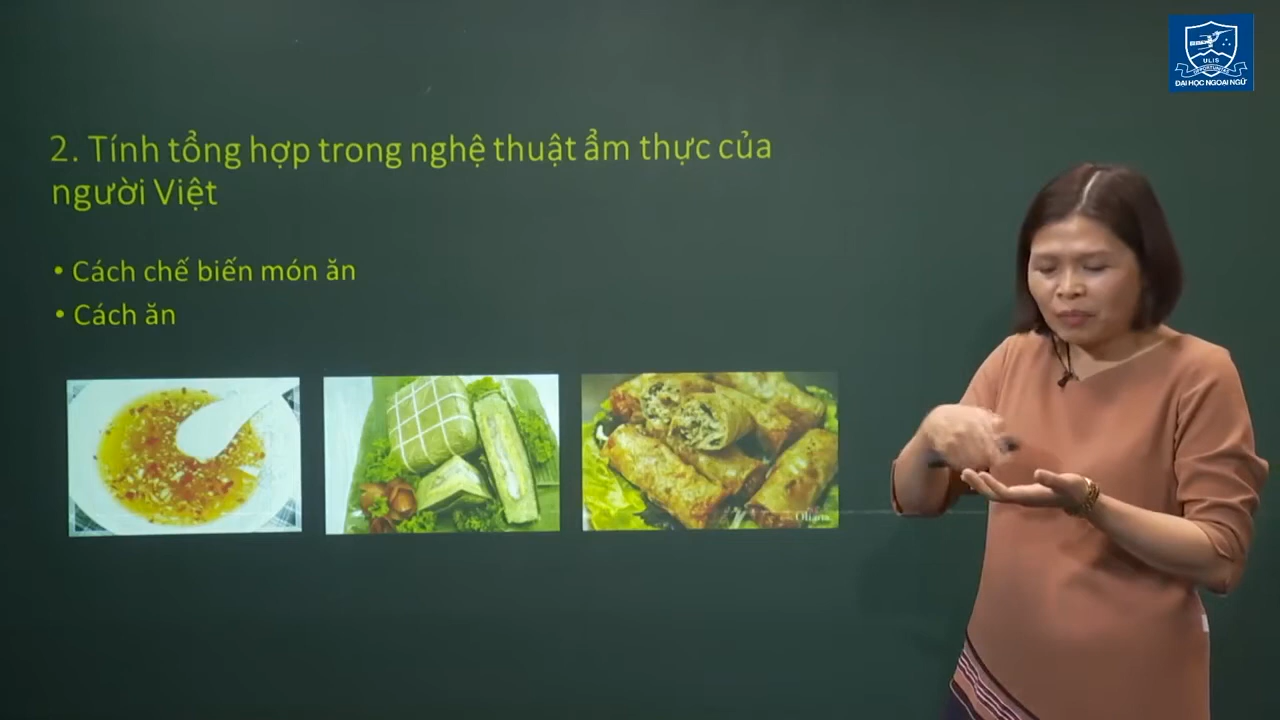 ULIS
ĐẠI HỌC NGOẠI NGỮ
2. Tính tổng hợp trong nghệ thuật ẩm thực của
người Việt
• Cách chế biến món ăn
• Cách ăn